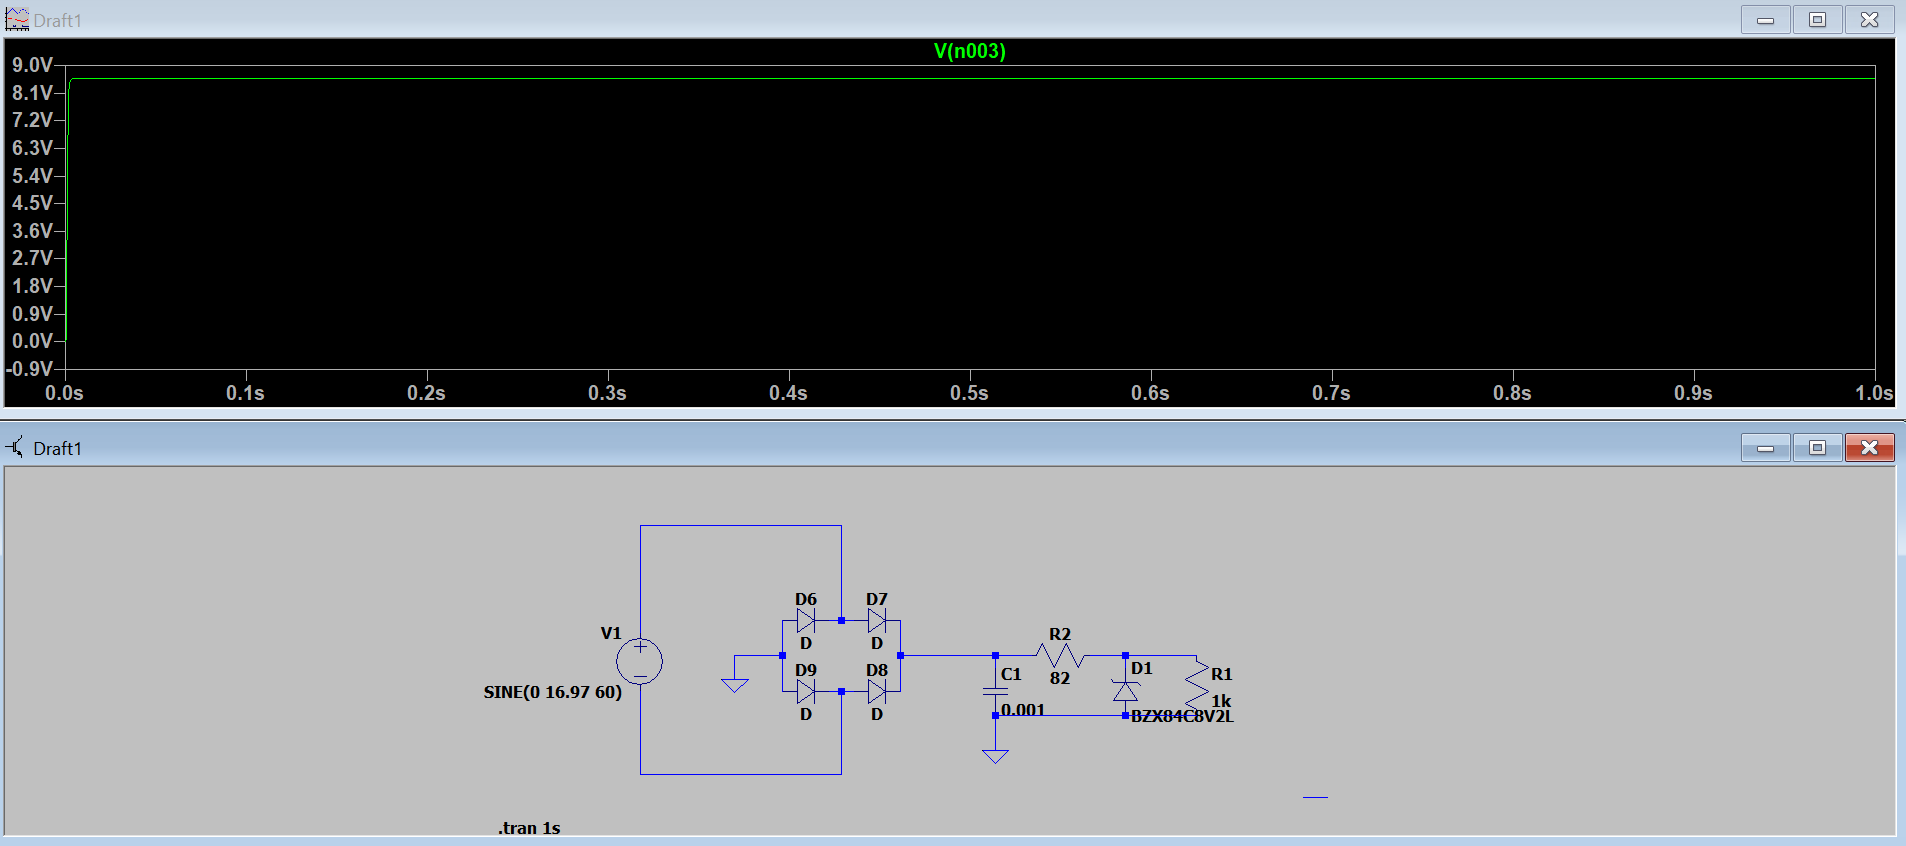 Draft1
V(n003)
9.0V
8.1V
7.2V
6.3V
5.4V
4.5V
3.6V
2.7V
1.8V
0.9V
0.0V
-0.9V
0.0s 0.1s 0.2s 0.3s 0.4s 0.5s 0.6s 0.7s 0.8s 0.9s 1.0s
Draft1
D6 D7
V1
D D
R2
D9 D8
C1
D1
R1
82
SINE(0 16.97 60)
1k
0.001
D D
BZX84C8V2L
.tran 1s